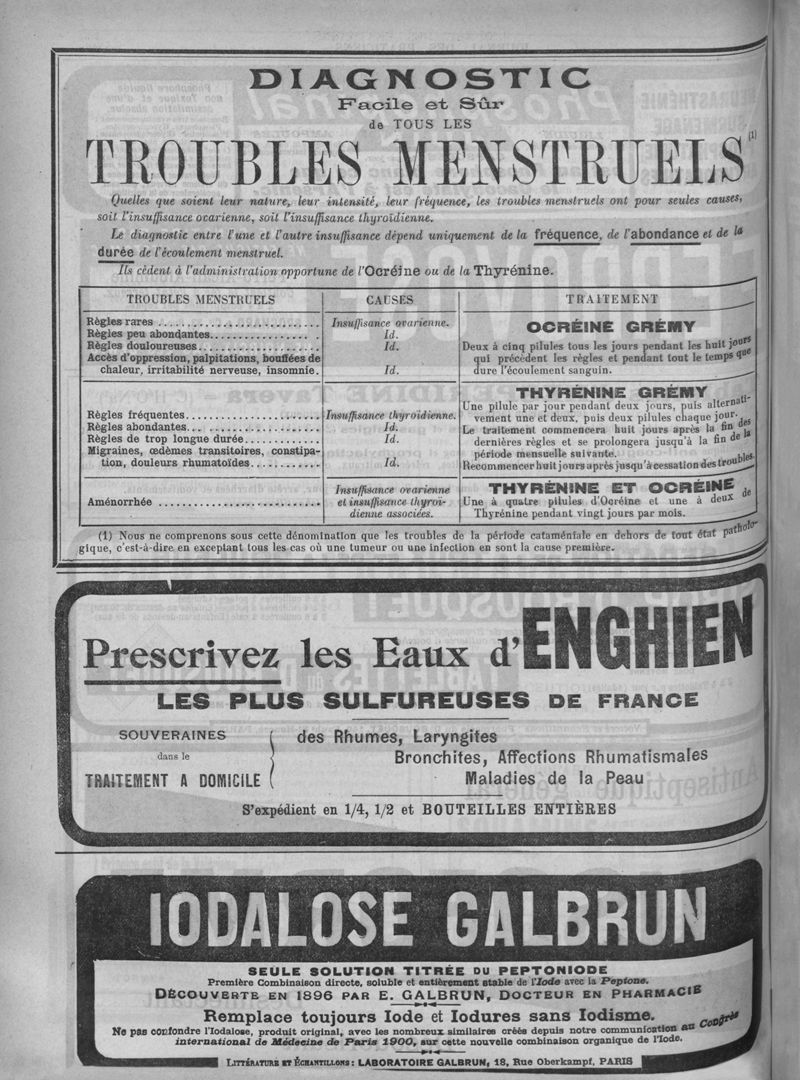 DIAGNOSTIC
Facile et Sûr
de TOUS LES
TROUBLES MENSTRUELS (1)
Quelles que soient leur nature, leur intensité, leur fréquence, les troubles menstruels ont pour seules causes,
soit l'insuffisance ovarienne, soit l'insuffisance thyroïdienne.
Le diagnostic entre l'une et l'autre insuffisance dépend uniquement de la fréquence, de l'abondance et de la
durée de l'écoulement menstruel.
Ils cèdent à l'administration opportune de l'Ocréine ou de la Thyrénine.
TROUBLES MENSTRUELS CAUSES TRAITEMENT
Règles rares ........................ Insuffisance ovarienne.
Règles peu abondantes................ Id.
Règles douloureuses.................. Id.
Accès d'oppression, palpitations, bouffées de
chaleur, irritabilité nerveuse, insomnie. Id.
OCRÉINE GRÉMY
Deux à cinq pilules tous les jours pendant les huit jours
qui précèdent les règles et pendant tout le temps que
dure l'écoulement sanguin.
Règles fréquentes.................... Insuffisance thyroïdienne.
Règles abondantes.................... Id.
Règles de trop longue durée............ Id.
Migraines, œdèmes transitoires, constipa-
tion, douleurs rhumatoïdes........... Id.
THYRÉNINE GRÉMY
Une pilule par jour pendant deux jours, puis alternati-
vement une et deux, puis deux pilules chaque jour.
Le traitement commencera huit jours après la fin des
dernières règles et se prolongera jusqu'à la fin de la
période mensuelle suivante.
Recommencer huit jours après jusqu'à cessation des troubles.
Aménorrhée ........................
Insuffisance ovarienne
et insuffisance thyroï-
dienne associées.
THYRÉNINE ET OCRÉINE
Une à quatre pilules d'Ocréine et une à deux de
Thyrénine pendant vingt jours par mois.
(1) Nous ne comprenons sous cette dénomination que les troubles de la période cataméniale en dehors de tout état patholo-
gique, c'est-à-dire en exceptant tous les cas où une tumeur ou une infection en sont la cause première.
Prescrivez les Eaux d'ENGHIEN
LES PLUS SULFUREUSES DE FRANCE
SOUVERAINES
dans le
TRAITEMENT A DOMICILE
des Rhumes, Laryngites
Bronchites, Affections Rhumatismales
Maladies de la Peau
S'expédient en 1/4, 1/2 et BOUTEILLES ENTIÈRES
IODALOSE GALBRUN
SEULE SOLUTION TITRÉE DU PEPTONIODE
Première Combinaison directe, soluble et entièrement stable de l'Iode avec la Peptone.
DÉCOUVERTE EN 1896 PAR E. GALBRUN, DOCTEUR EN PHARMACIE
Remplace toujours Iode et Iodures sans Iodisme.
Ne pas confondre l'Iodalose, produit original, avec les nombreux similaires créés depuis notre communication au Congrès
international de Médecine de Paris 1900, sur cette nouvelle combinaison organique de l'Iode.
LITTÉRATURE ET ÉCHANTILLONS : LABORATOIRE GALBRUN, 18, Rue Oberkampf, PARIS